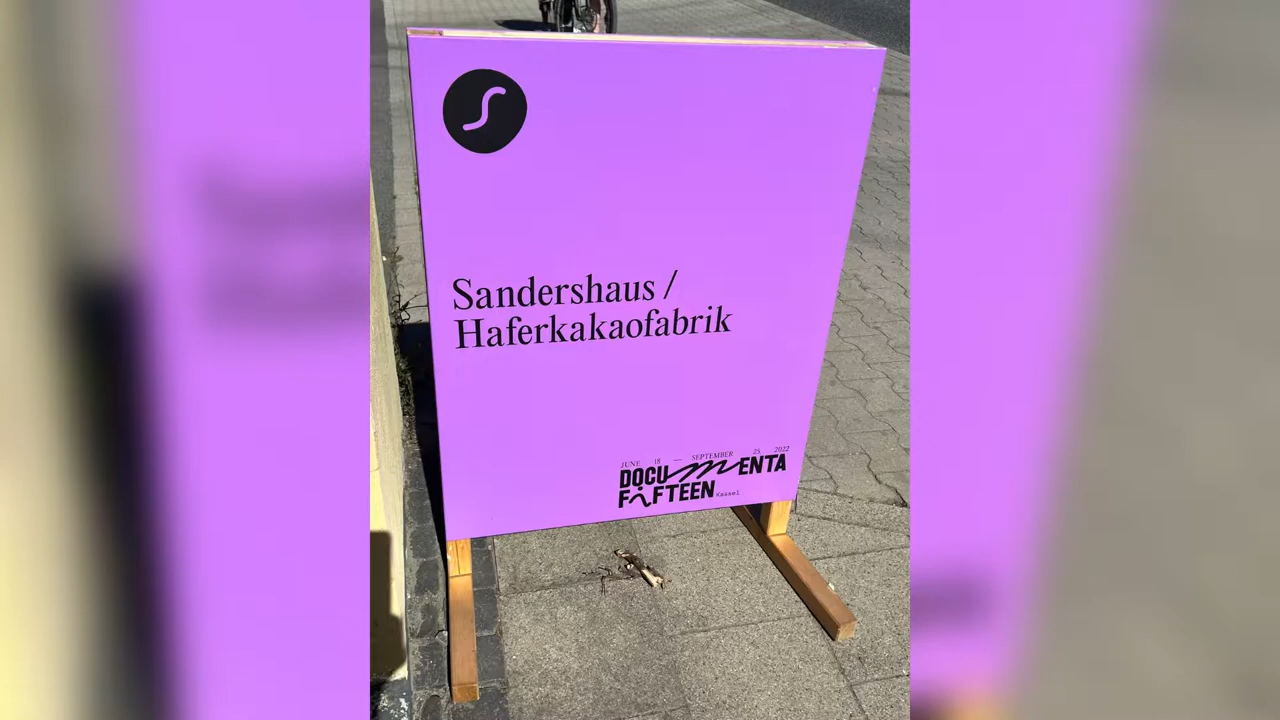 Sandershaus /
Haferkakaofabrik
JUNE 18 — SEPTEMBER 25, 2022
DOCUMENTA
FIFTEEN Kassel